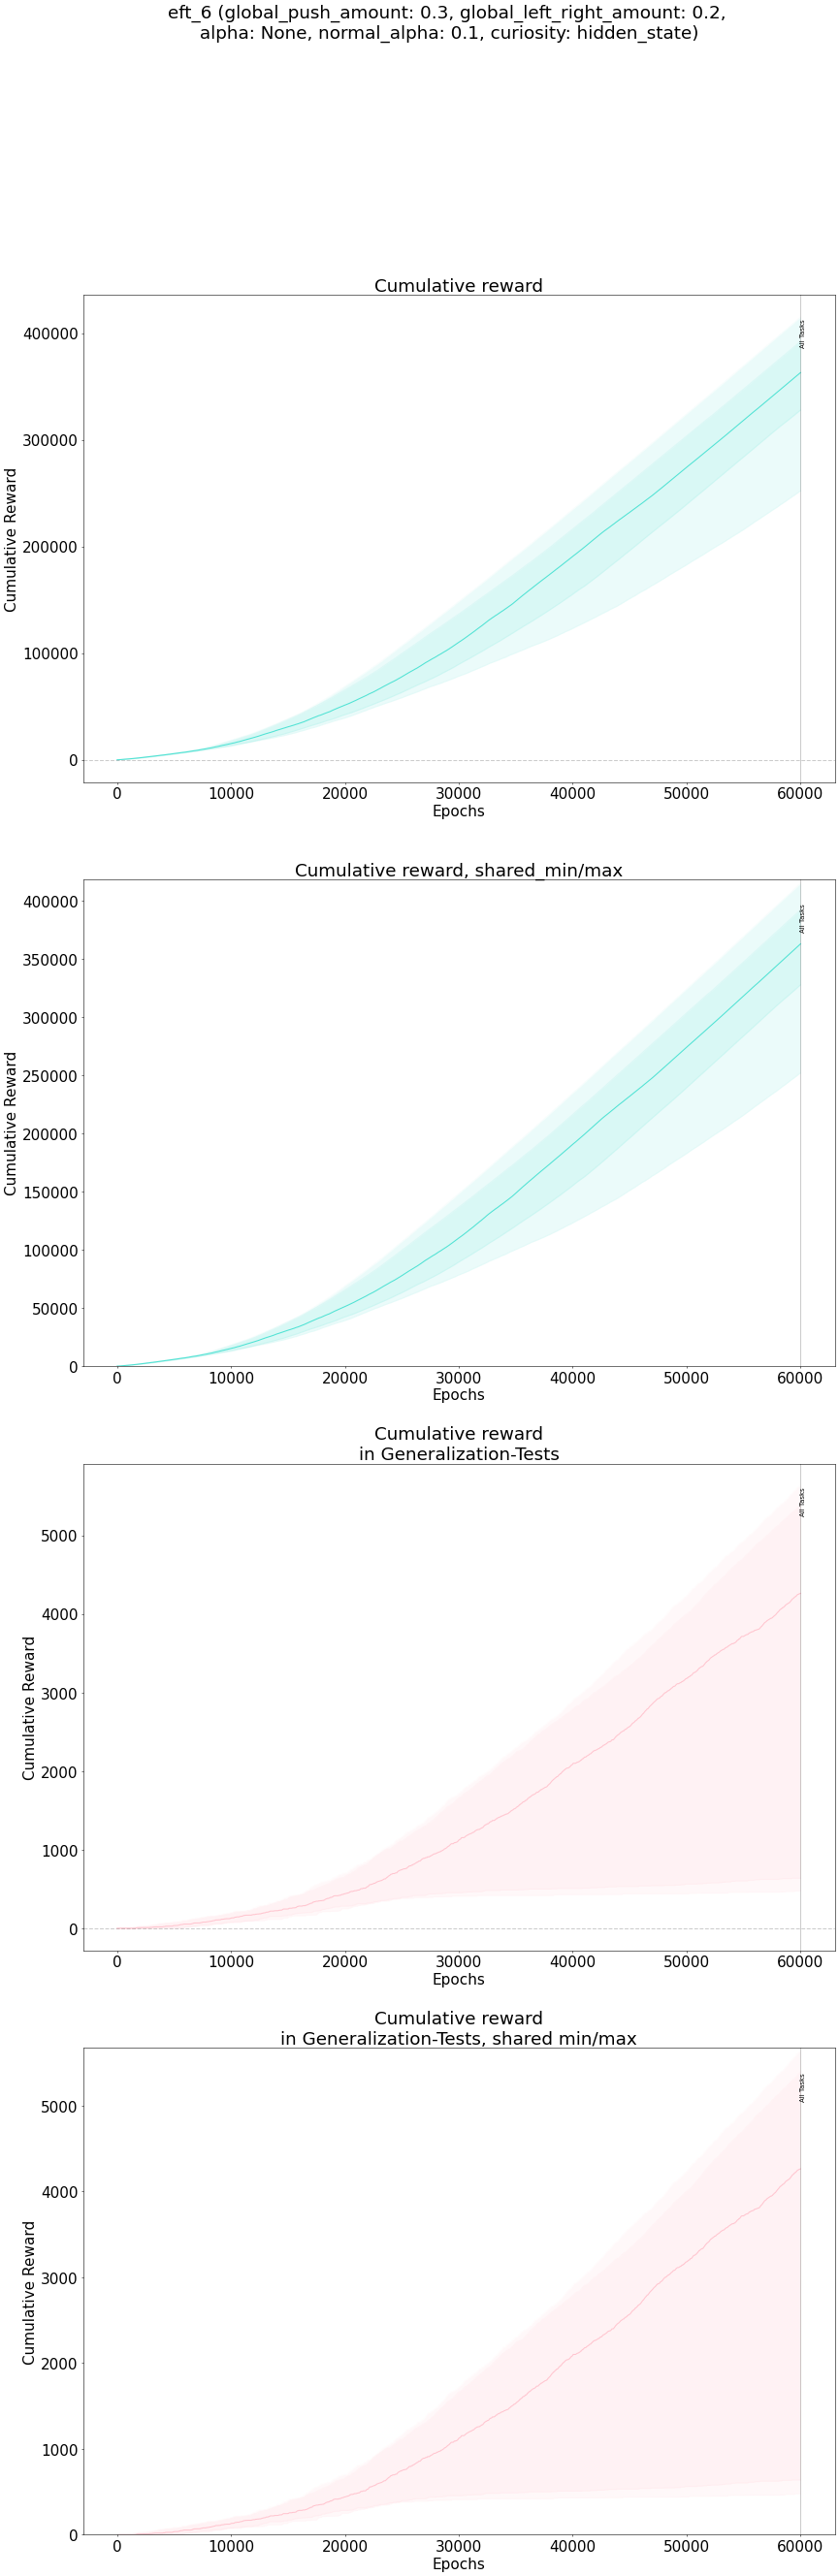 eft_6 (global_push_amount: 0.3, global_left_right_amount: 0.2,
alpha: None, normal_alpha: 0.1, curiosity: hidden_state)
Cumulative reward
400000
300000
200000
100000
0
Cumulative Reward
All Tasks
0 10000 20000 30000 40000 50000 60000
Epochs
Cumulative reward, shared_min/max
400000
350000
300000
250000
200000
150000
100000
50000
0
Cumulative Reward
All Tasks
0 10000 20000 30000 40000 50000 60000
Epochs
Cumulative reward
in Generalization-Tests
5000
4000
3000
2000
1000
0
Cumulative Reward
All Tasks
0 10000 20000 30000 40000 50000 60000
Epochs
Cumulative reward
in Generalization-Tests, shared min/max
5000
4000
3000
2000
1000
0
Cumulative Reward
All Tasks
0 10000 20000 30000 40000 50000 60000
Epochs